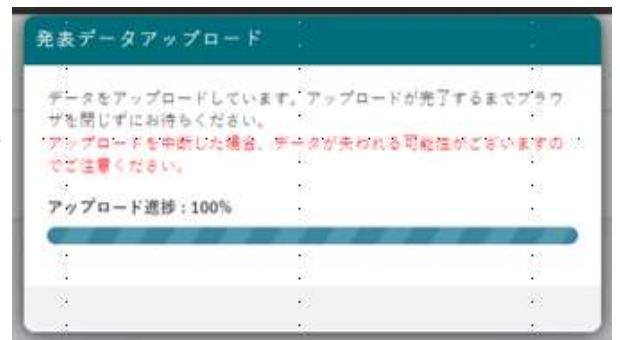 発表データアップロード
データをアップロードしています。アップロードが完了するまでブラウ
ザを閉じずにお待ちください。
アップロードを中断した場合、データが失われる可能性がございますの
でご注意ください。
アップロード進捗：100%